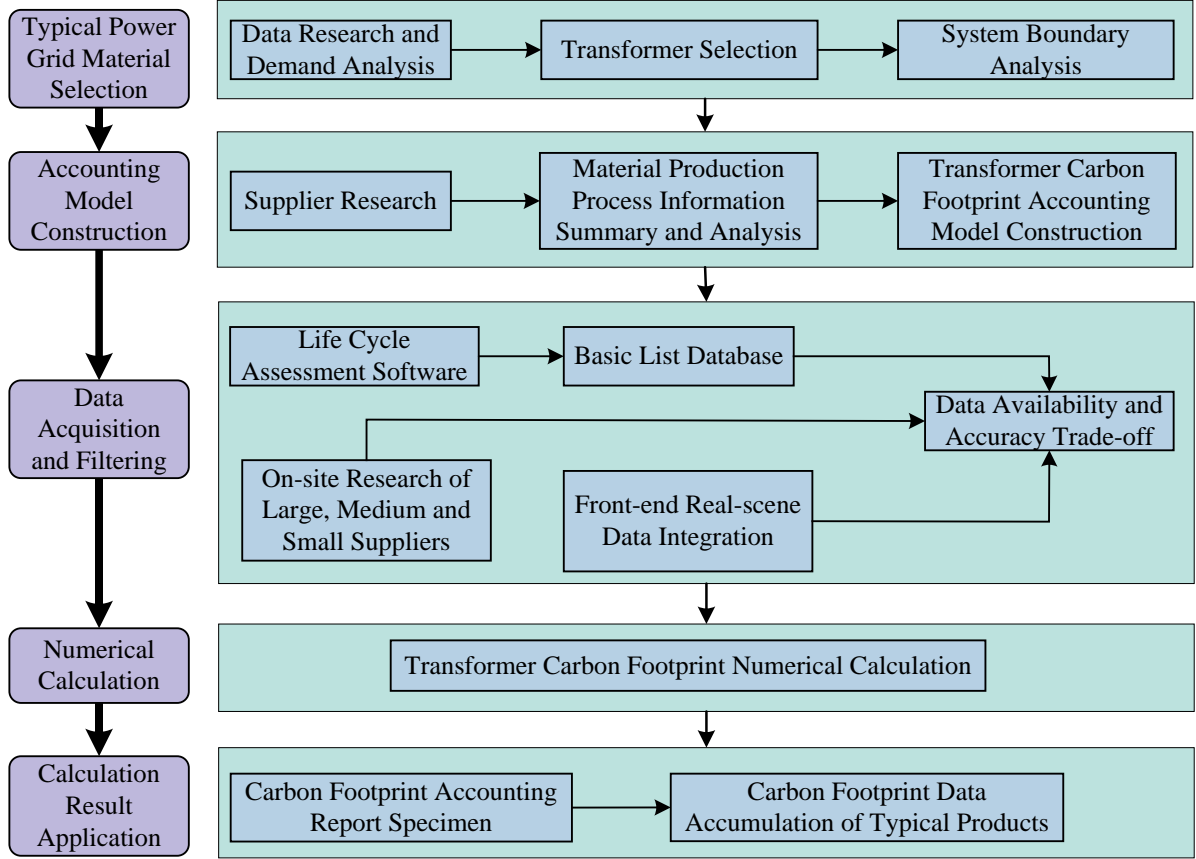 Typical Power
Grid Material
Selection
Data Research and
Demand Analysis
Transformer Selection
System Boundary
Analysis
Accounting
Model
Construction
Supplier Research
Material Production
Process Information
Summary and Analysis
Transformer Carbon
Footprint Accounting
Model Construction
Data
Acquisition
and Filtering
Life Cycle
Assessment Software
Basic List Database
Data Availability and
Accuracy Trade-off
On-site Research of
Large, Medium and
Small Suppliers
Front-end Real-scene
Data Integration
Numerical
Calculation
Transformer Carbon Footprint Numerical Calculation
Calculation
Result
Application
Carbon Footprint Accounting
Report Specimen
Carbon Footprint Data
Accumulation of Typical Products